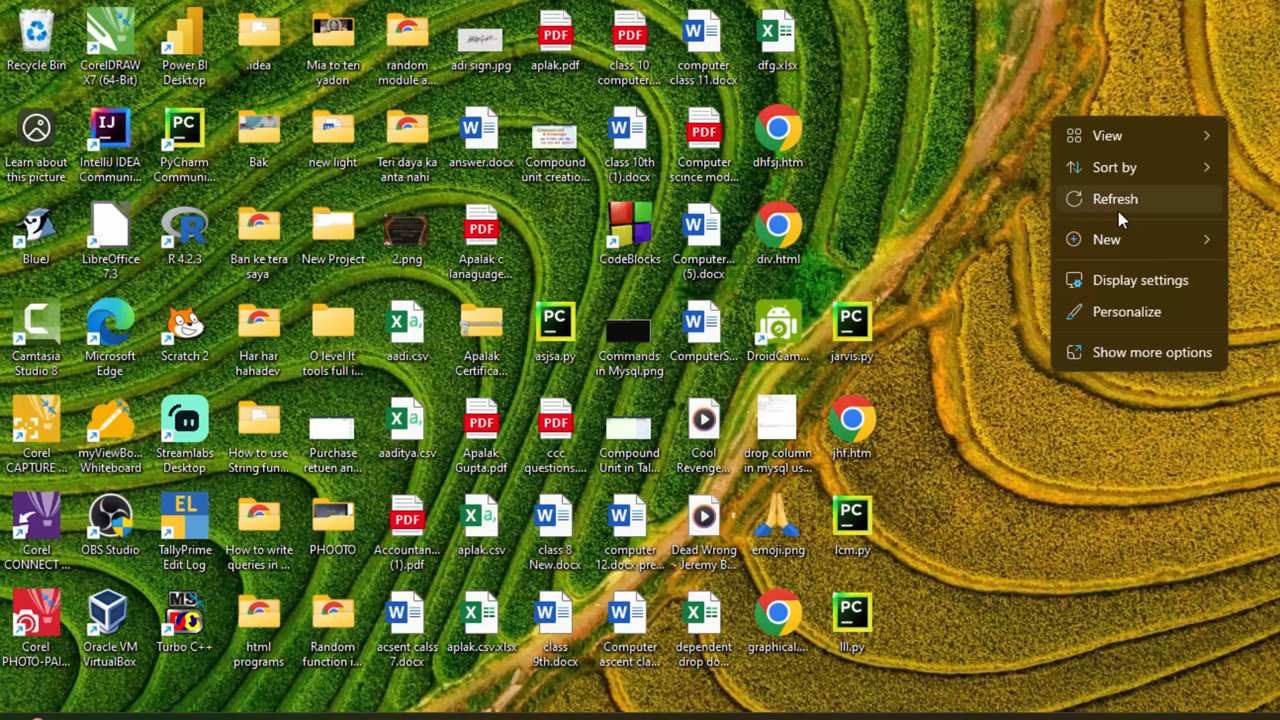 Recycle Bin
CorelDRAW
X7 (64-Bit)
Power BI
Desktop
.idea
Mia to teri
yadon
random
module a...
adi sign.jpg
aplak.pdf
class 10
computer....
computer
class 11.docx
dfg.xlsx
Learn about
this picture
IntelliJ IDEA
Communi...
PyCharm
Communi...
Bak
new light
Teri daya ka
anta nahi
answer.docx
Compound
unit creatio...
class 10th
(1).docx
Computer
scince mod...
dhfsj.htm
BlueJ
LibreOffice
7.3
R 4.2.3
Ban ke tera
saya
New Project
2.png
Apalak c
lanaguage...
CodeBlocks
Computer...
(5).docx
div.html
Camtasia
Studio 8
Microsoft
Edge
Scratch 2
Har har
hahadev
O level It
tools full i...
aadi.csv
Apalak
Certifica...
asjsa.py
Commands
in Mysql.png
ComputerS...
DroidCam...
jarvis.py
Corel
CAPTURE ...
myViewBo...
Whiteboard
Streamlabs
Desktop
How to use
String fun...
Purchase
retuen an...
aaditya.csv
Apalak
Gupta.pdf
ccc
questions....
Compound
Unit in Tal...
Cool
Revenge...
drop column
in mysql us...
jhf.htm
Corel
CONNECT ...
OBS Studio
TallyPrime
Edit Log
How to write
queries in ...
PHOOTO
Accountan...
(1).pdf
aplak.csv
class 8
New.docx
computer
12.docx pre...
Dead Wrong
- Jeremy B...
emoji.png
lcm.py
Corel
PHOTO-PAI...
Oracle VM
VirtualBox
Turbo C++
html
programs
Random
function i...
acsent calss
7.docx
aplak.csv.xlsx
class
9th.docx
Computer
ascent cla...
dependent
drop do...
graphical....
lll.py
View
Sort by
Refresh
New
Display settings
Personalize
Show more options